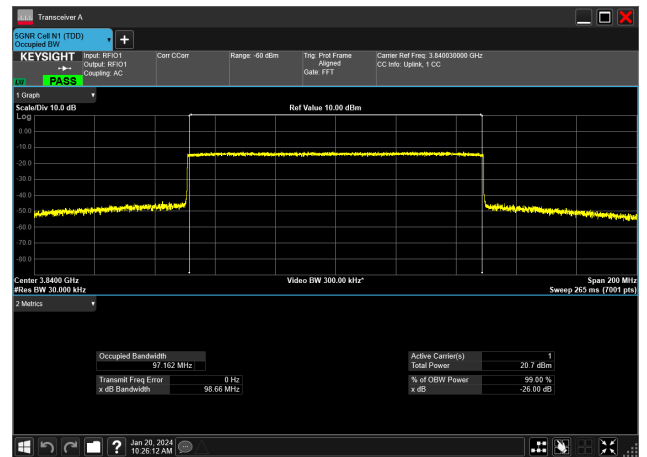 Transceiver A
5GNR Cell N1 (TDD)
Occupied BW
KEYSIGHT
LW
PASS
Input: RFIO1
Output: RFIO1
Coupling: AC
Corr CCorr
Range: -60 dBm
Trig: Prot Frame
Aligned
Gate: FFT
Carrier Ref Freq: 3.840030000 GHz
CC Info: Uplink, 1 CC
1 Graph
Scale/Div 10.0 dB
Ref Value 10.00 dBm
Log
0.00
-10.0
-20.0
-30.0
-40.0
-50.0
-60.0
-70.0
-80.0
Center 3.8400 GHz
Video BW 300.00 kHz*
Span 200 MHz
#Res BW 30.000 kHz
Sweep 265 ms (7001 pts)
2 Metrics
Occupied Bandwidth
97.162 MHz
Active Carrier(s) 1
Total Power 20.7 dBm
Transmit Freq Error 0 Hz
x dB Bandwidth 98.66 MHz
% of OBW Power 99.00 %
x dB -26.00 dB
?
Jan 20, 2024
10:26:12 AM